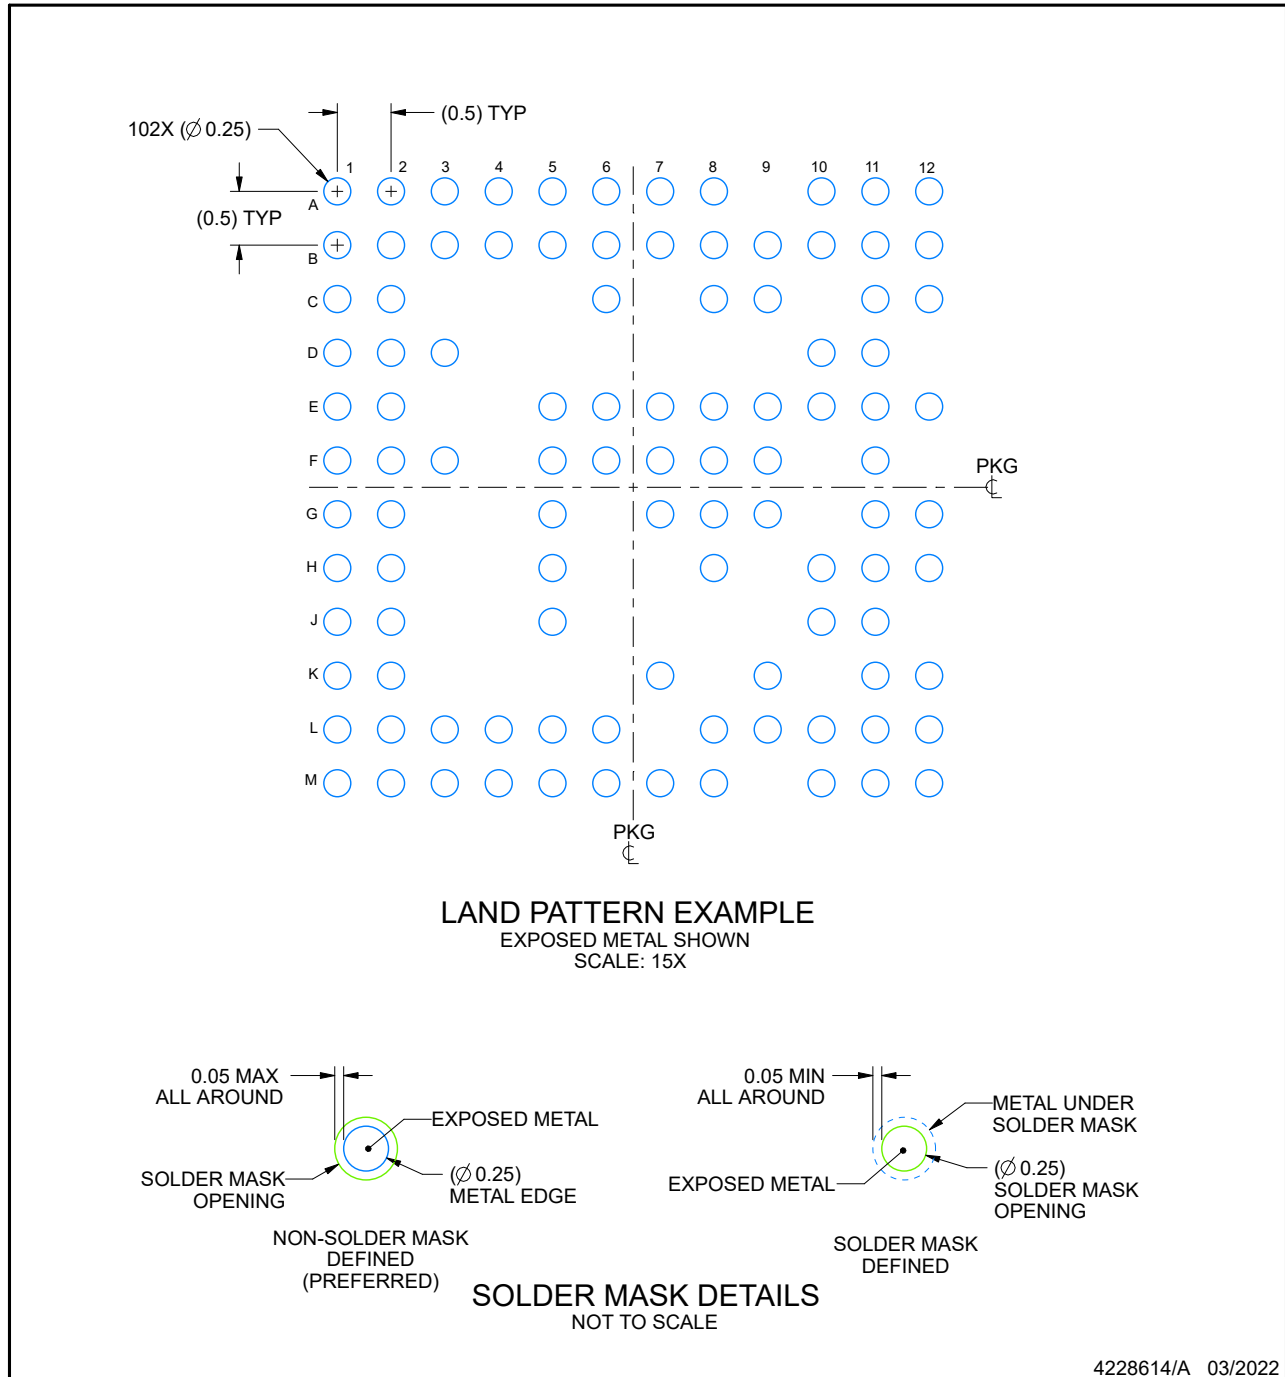 (0.5) TYP
102X (∅ 0.25)
1 2 3 4 5 6 7 8 9 10 11 12
A
(0.5) TYP
B
C
D
E
F
PKG
℄
G
H
J
K
L
M
PKG
℄
LAND PATTERN EXAMPLE
EXPOSED METAL SHOWN
SCALE: 15X
0.05 MAX
ALL AROUND
EXPOSED METAL
SOLDER MASK
OPENING
(∅ 0.25)
METAL EDGE
NON-SOLDER MASK
DEFINED
(PREFERRED)
0.05 MIN
ALL AROUND
METAL UNDER
SOLDER MASK
EXPOSED METAL
(∅ 0.25)
SOLDER MASK
OPENING
SOLDER MASK
DEFINED
SOLDER MASK DETAILS
NOT TO SCALE
4228614/A 03/2022